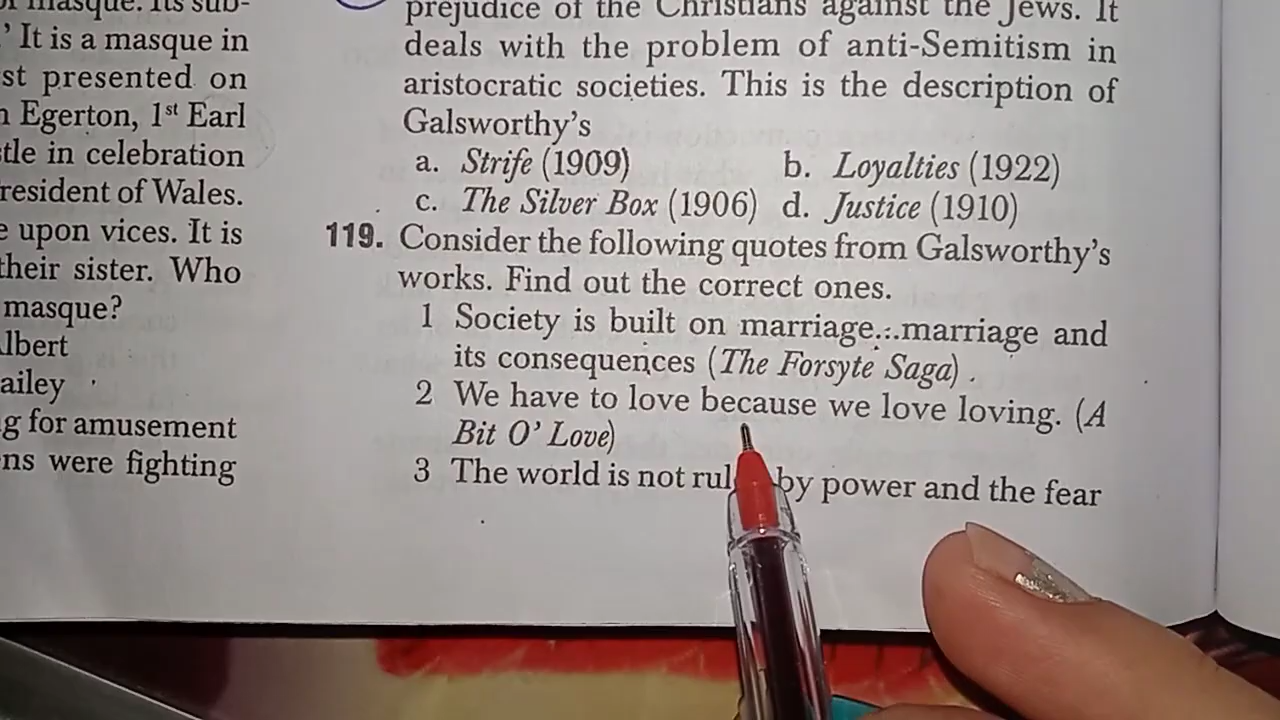 of masque. Its sub-
.' It is a masque in
st presented on
n Egerton, 1st Earl
tle in celebration
resident of Wales.
e upon vices. It is
their sister. Who
masque?
lbert
ailey
g for amusement
ns were fighting
prejudice of the Christians against the Jews. It
deals with the problem of anti-Semitism in
aristocratic societies. This is the description of
Galsworthy's
a. Strife (1909) b. Loyalties (1922)
c. The Silver Box (1906) d. Justice (1910)
119. Consider the following quotes from Galsworthy's
works. Find out the correct ones.
1 Society is built on marriage...marriage and
its consequences (The Forsyte Saga).
2 We have to love because we love loving. (A
Bit O' Love)
3 The world is not rul by power and the fear